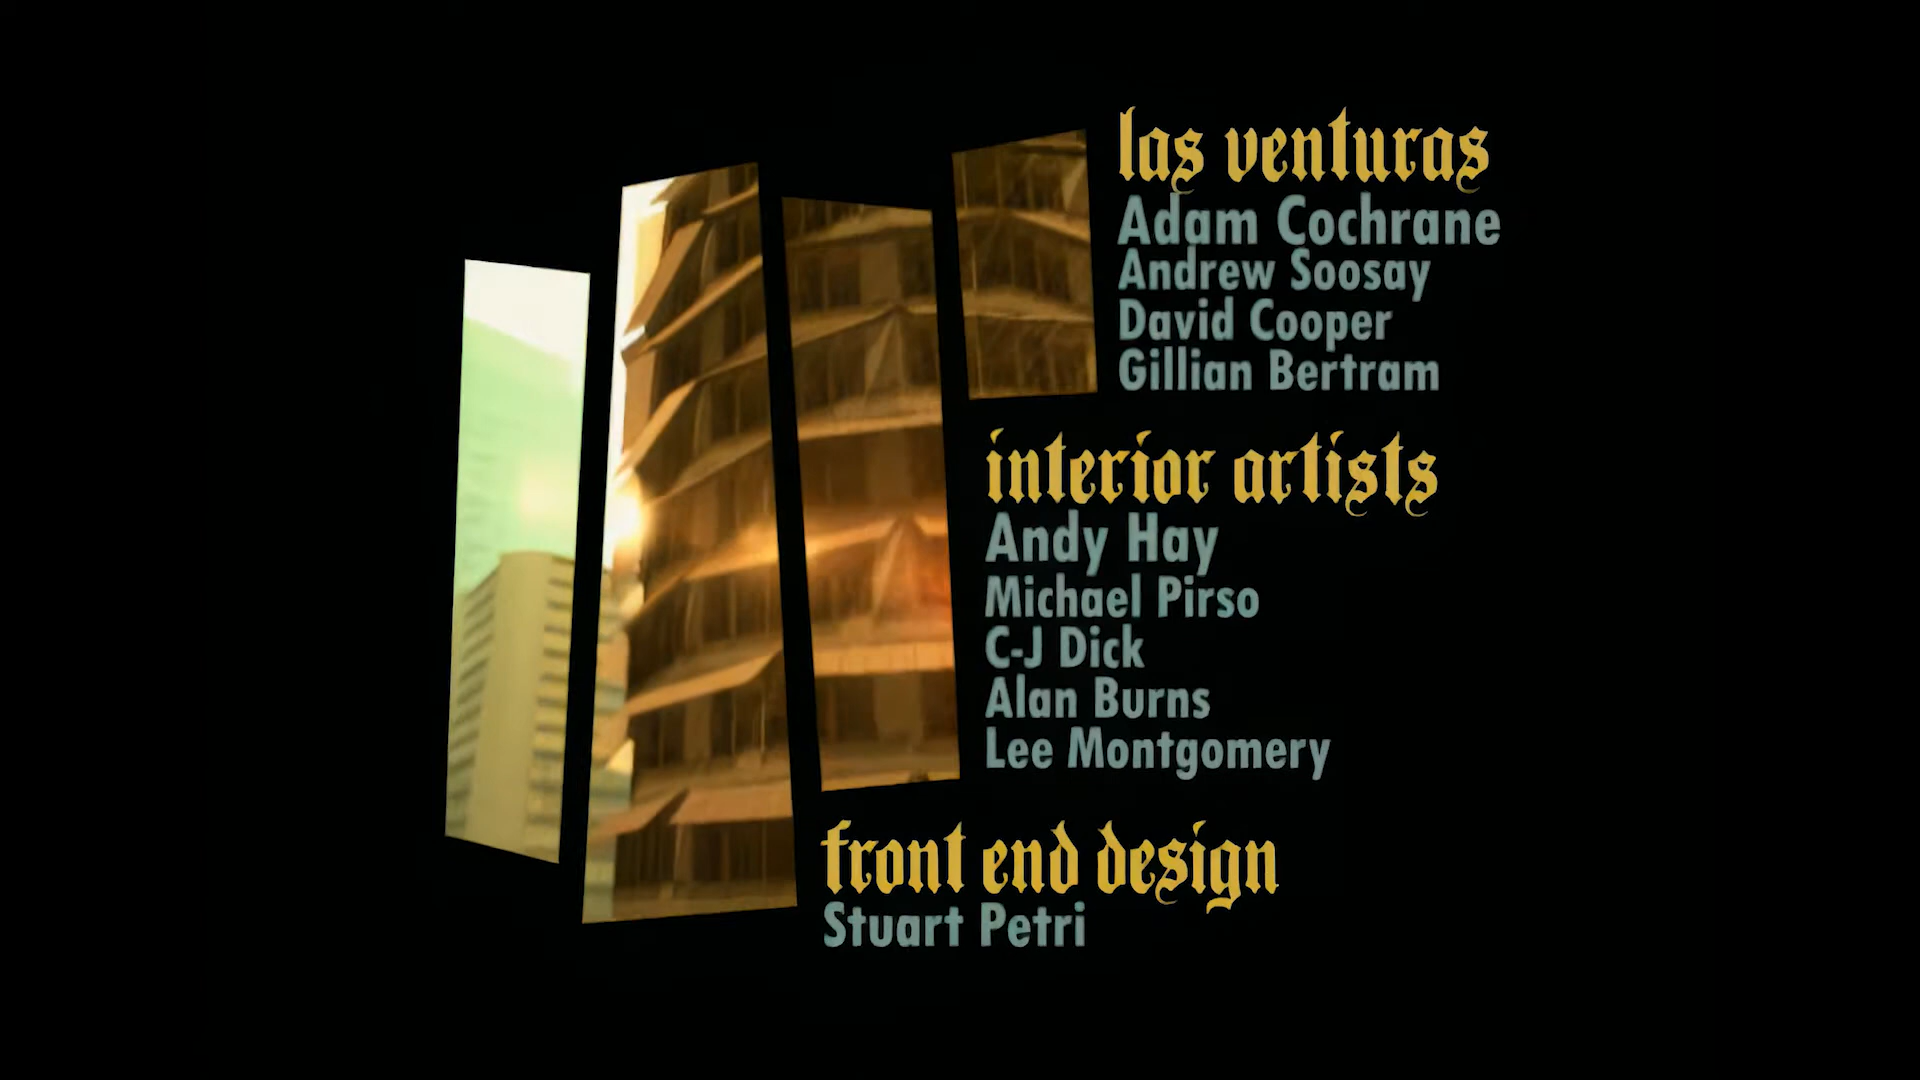 las venturas
Adam Cochrane
Andrew Soosay
David Cooper
Gillian Bertram
interior artists
Andy Hay
Michael Pirso
C-J Dick
Alan Burns
Lee Montgomery
front end design
Stuart Petri